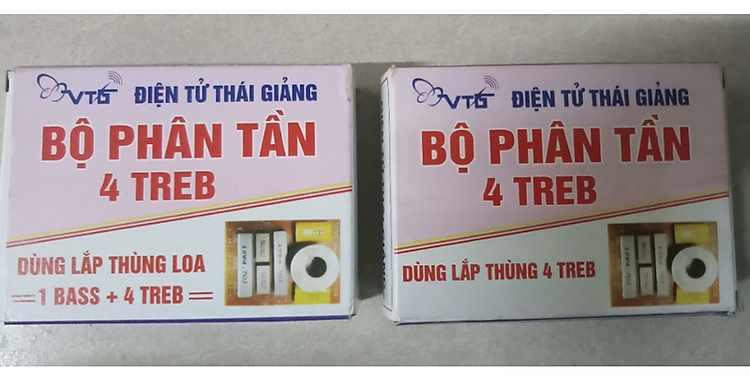 VTG ĐIỆN TỬ THÁI GIẢNG
BỘ PHÂN TẦN
4 TREB
DÙNG LẮP THÙNG LOA
1 BASS + 4 TREB
VTG ĐIỆN TỬ THÁI GIẢNG
BỘ PHÂN TẦN
4 TREB
DÙNG LẮP THÙNG 4 TREB